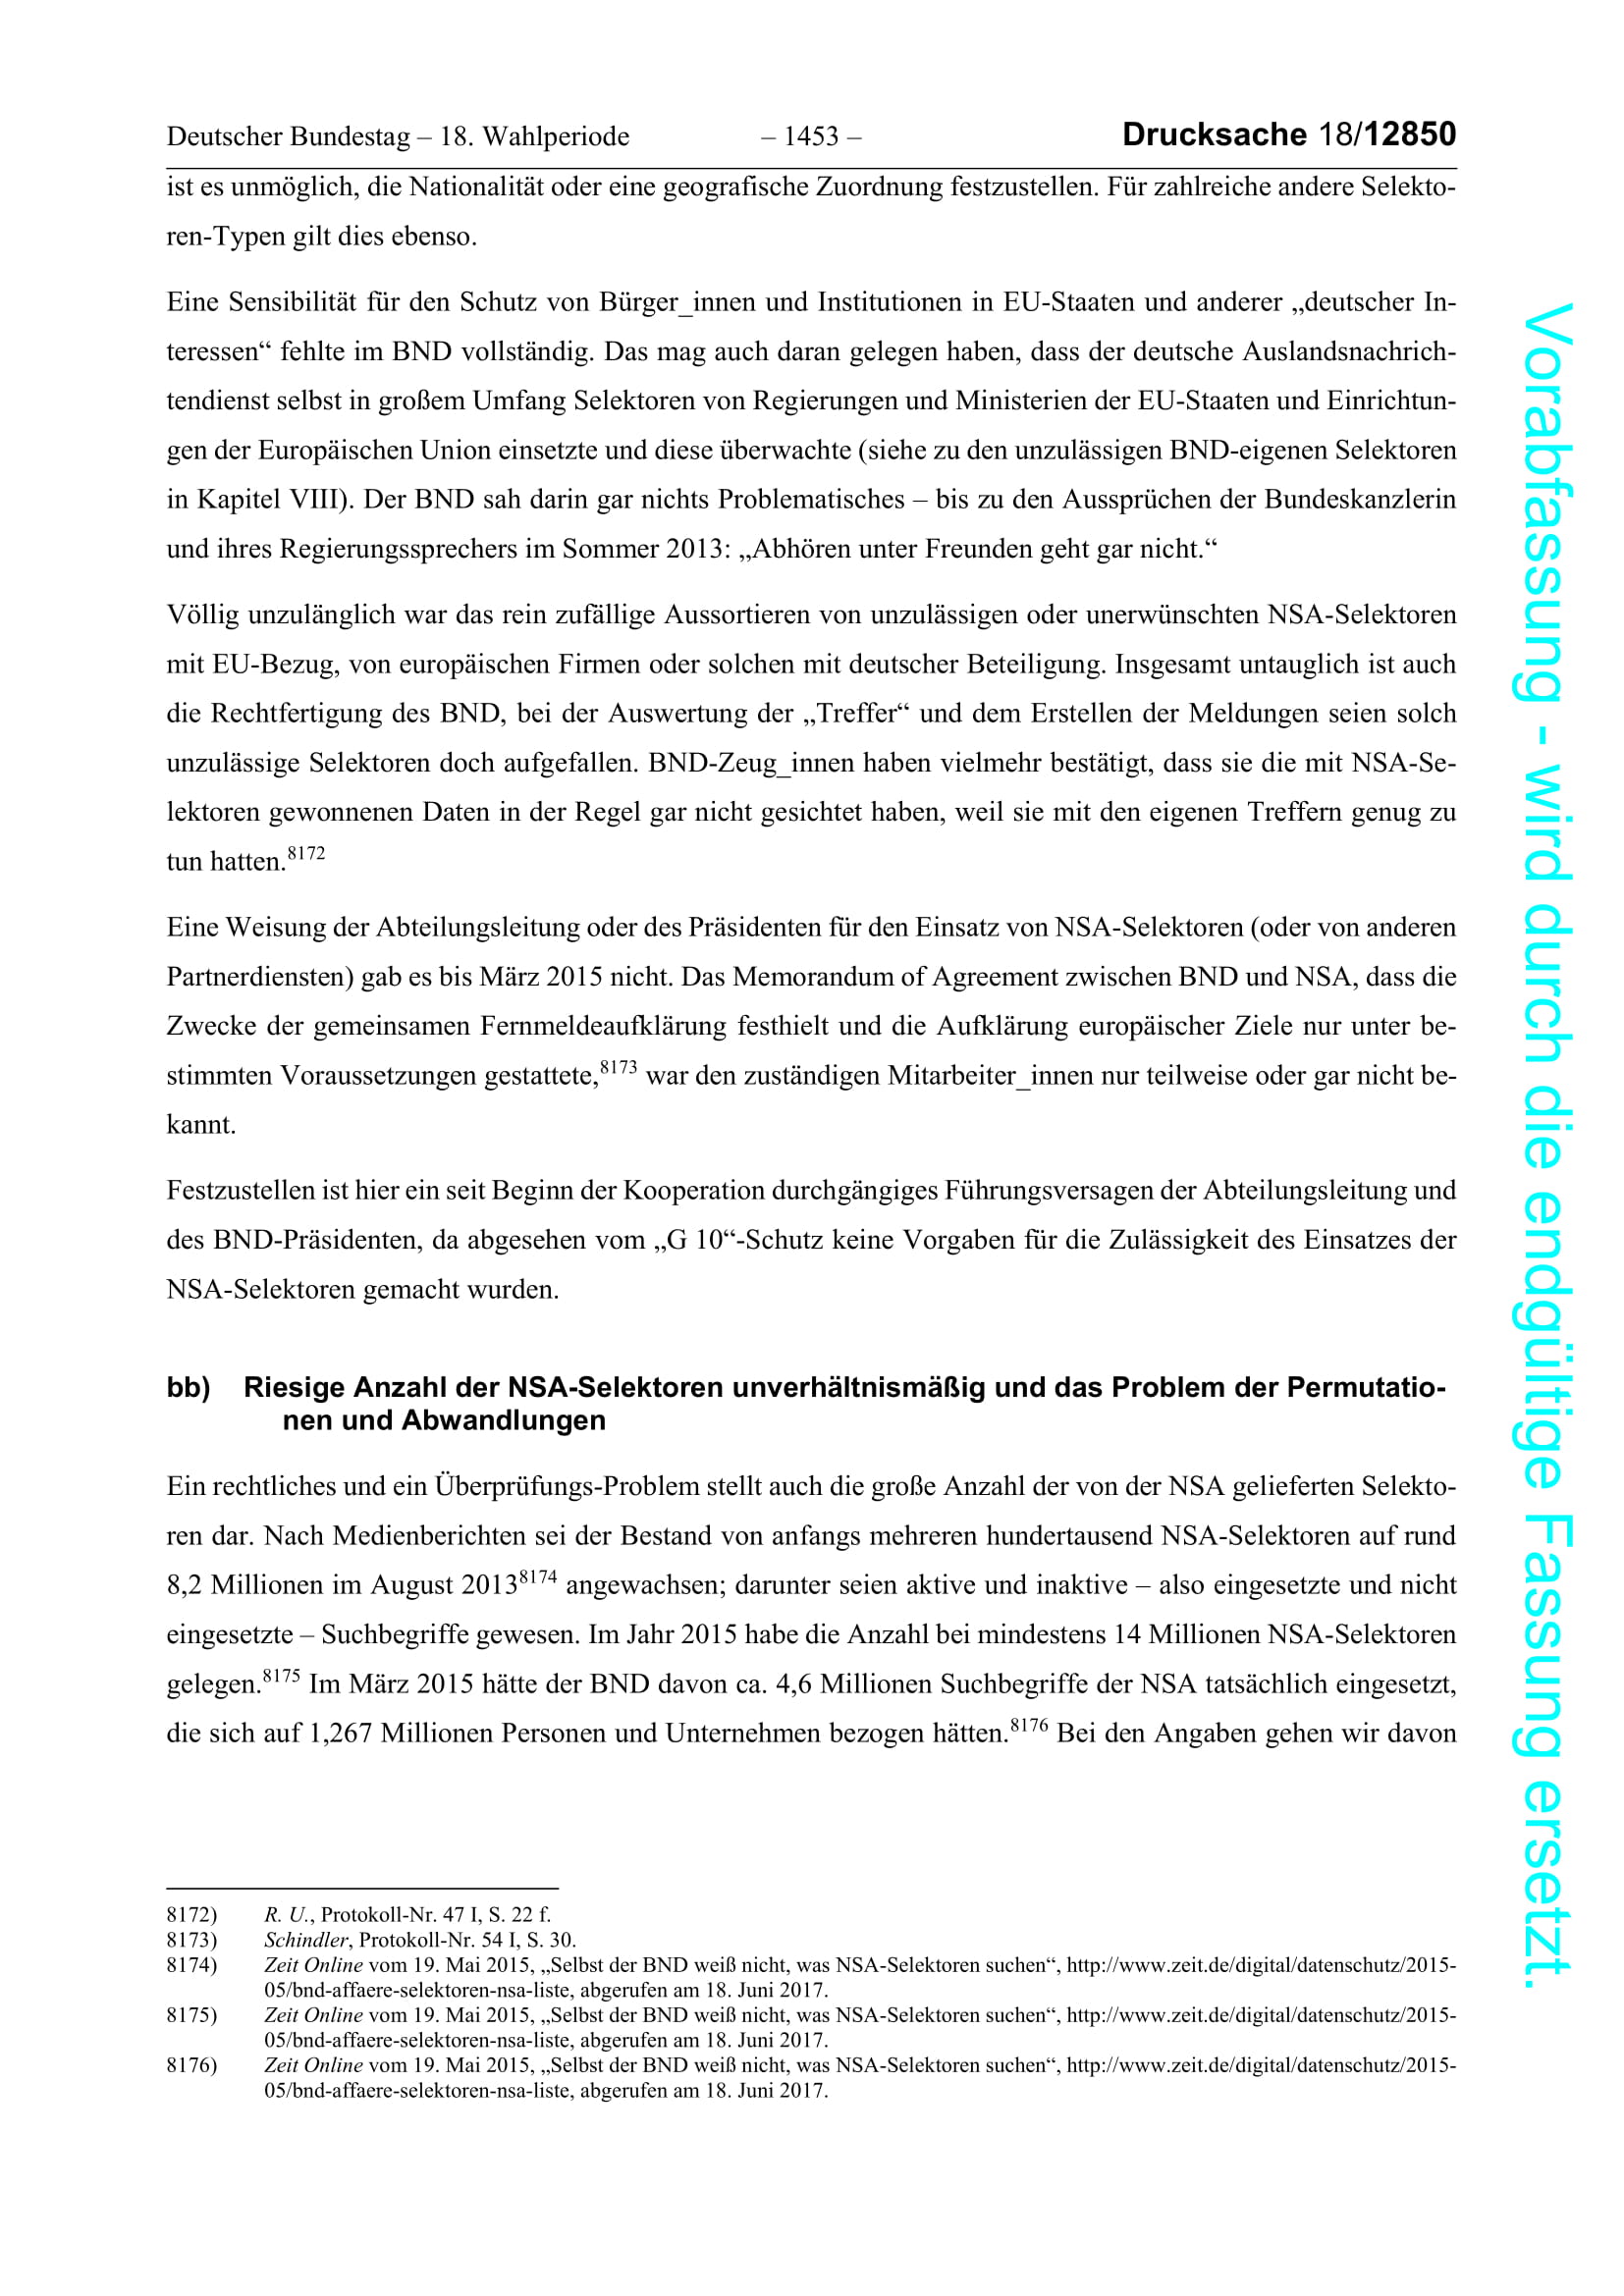 Deutscher Bundestag – 18. Wahlperiode – 1453 – Drucksache 18/12850
ist es unmöglich, die Nationalität oder eine geografische Zuordnung festzustellen. Für zahlreiche andere Selekto-
ren-Typen gilt dies ebenso.
Eine Sensibilität für den Schutz von Bürger_innen und Institutionen in EU-Staaten und anderer „deutscher In-
teressen“ fehlte im BND vollständig. Das mag auch daran gelegen haben, dass der deutsche Auslandsnachrich-
tendienst selbst in großem Umfang Selektoren von Regierungen und Ministerien der EU-Staaten und Einrichtun-
gen der Europäischen Union einsetzte und diese überwachte (siehe zu den unzulässigen BND-eigenen Selektoren
in Kapitel VIII). Der BND sah darin gar nichts Problematisches – bis zu den Aussprüchen der Bundeskanzlerin
und ihres Regierungssprechers im Sommer 2013: „Abhören unter Freunden geht gar nicht.“
Völlig unzulänglich war das rein zufällige Aussortieren von unzulässigen oder unerwünschten NSA-Selektoren
mit EU-Bezug, von europäischen Firmen oder solchen mit deutscher Beteiligung. Insgesamt untauglich ist auch
die Rechtfertigung des BND, bei der Auswertung der „Treffer“ und dem Erstellen der Meldungen seien solch
unzulässige Selektoren doch aufgefallen. BND-Zeug_innen haben vielmehr bestätigt, dass sie die mit NSA-Se-
lektoren gewonnenen Daten in der Regel gar nicht gesichtet haben, weil sie mit den eigenen Treffern genug zu
tun hatten.8172
Eine Weisung der Abteilungsleitung oder des Präsidenten für den Einsatz von NSA-Selektoren (oder von anderen
Partnerdiensten) gab es bis März 2015 nicht. Das Memorandum of Agreement zwischen BND und NSA, dass die
Zwecke der gemeinsamen Fernmeldeaufklärung festhielt und die Aufklärung europäischer Ziele nur unter be-
stimmten Voraussetzungen gestattete,8173 war den zuständigen Mitarbeiter_innen nur teilweise oder gar nicht be-
kannt.
Festzustellen ist hier ein seit Beginn der Kooperation durchgängiges Führungsversagen der Abteilungsleitung und
des BND-Präsidenten, da abgesehen vom „G 10“-Schutz keine Vorgaben für die Zulässigkeit des Einsatzes der
NSA-Selektoren gemacht wurden.
bb) Riesige Anzahl der NSA-Selektoren unverhältnismäßig und das Problem der Permutatio-
nen und Abwandlungen
Ein rechtliches und ein Überprüfungs-Problem stellt auch die große Anzahl der von der NSA gelieferten Selekto-
ren dar. Nach Medienberichten sei der Bestand von anfangs mehreren hundertausend NSA-Selektoren auf rund
8,2 Millionen im August 20138174 angewachsen; darunter seien aktive und inaktive – also eingesetzte und nicht
eingesetzte – Suchbegriffe gewesen. Im Jahr 2015 habe die Anzahl bei mindestens 14 Millionen NSA-Selektoren
gelegen.8175 Im März 2015 hätte der BND davon ca. 4,6 Millionen Suchbegriffe der NSA tatsächlich eingesetzt,
die sich auf 1,267 Millionen Personen und Unternehmen bezogen hätten.8176 Bei den Angaben gehen wir davon
8172) R. U., Protokoll-Nr. 47 I, S. 22 f.
8173) Schindler, Protokoll-Nr. 54 I, S. 30.
8174) Zeit Online vom 19. Mai 2015, „Selbst der BND weiß nicht, was NSA-Selektoren suchen“, http://www.zeit.de/digital/datenschutz/2015-
05/bnd-affaere-selektoren-nsa-liste, abgerufen am 18. Juni 2017.
8175) Zeit Online vom 19. Mai 2015, „Selbst der BND weiß nicht, was NSA-Selektoren suchen“, http://www.zeit.de/digital/datenschutz/2015-
05/bnd-affaere-selektoren-nsa-liste, abgerufen am 18. Juni 2017.
8176) Zeit Online vom 19. Mai 2015, „Selbst der BND weiß nicht, was NSA-Selektoren suchen“, http://www.zeit.de/digital/datenschutz/2015-
05/bnd-affaere-selektoren-nsa-liste, abgerufen am 18. Juni 2017.
Vorabfassung - wird durch die endgültige Fassung ersetzt.